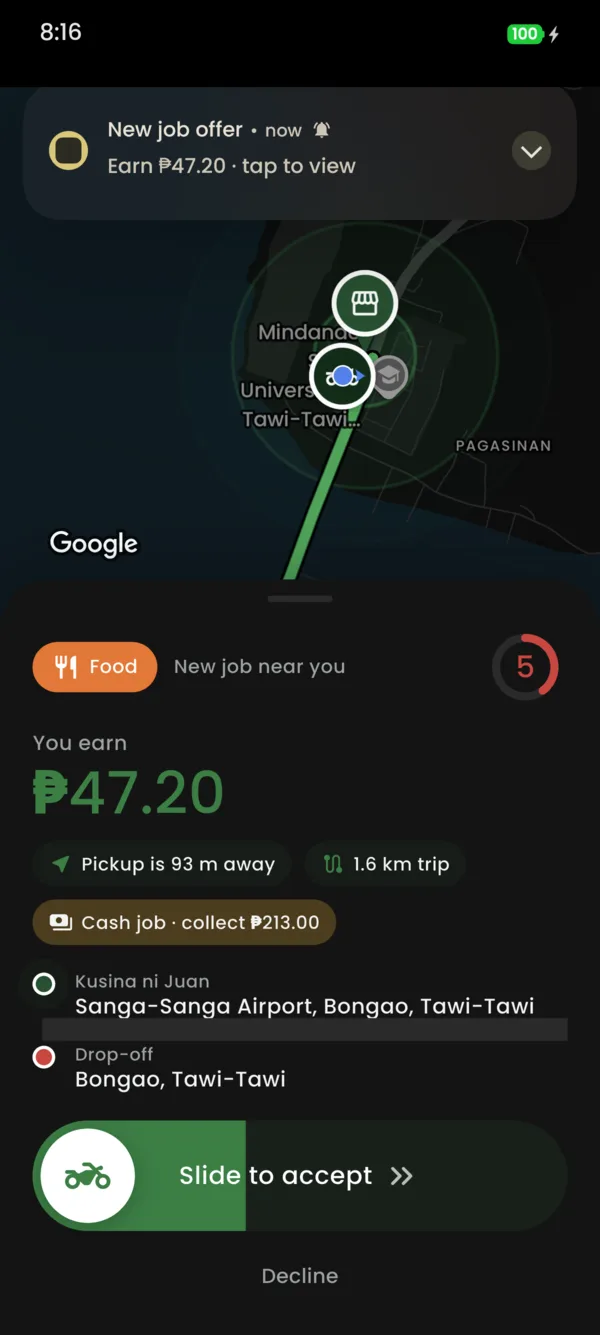 8:16
100
New job offer • now
Earn ₱47.20 · tap to view
Mindanao
S
Univers
Tawi-Tawi...
PAGASINAN
Google
Food
New job near you
5
You earn
₱47.20
Pickup is 93 m away
1.6 km trip
Cash job · collect ₱213.00
Kusina ni Juan
Sanga-Sanga Airport, Bongao, Tawi-Tawi
Drop-off
Bongao, Tawi-Tawi
Slide to accept
Decline